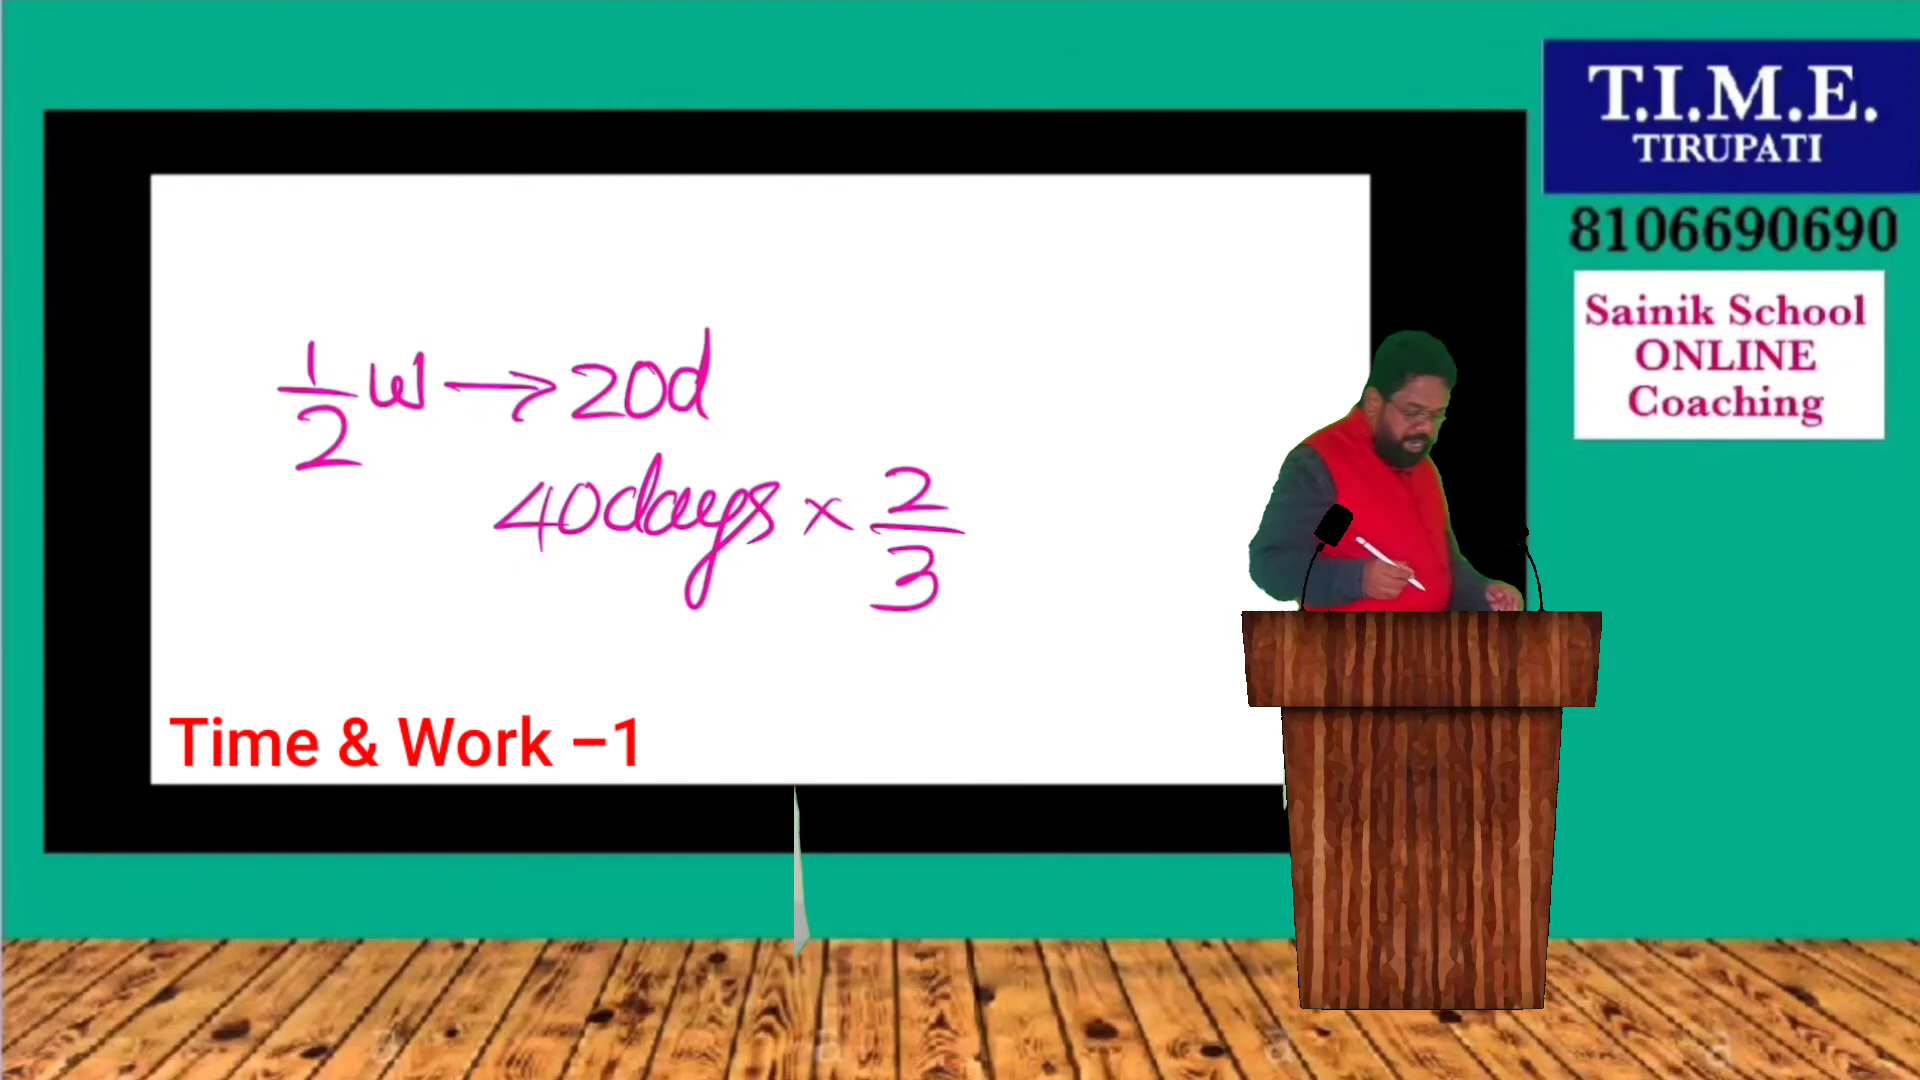 T.I.M.E.
TIRUPATI
8106690690
Sainik School
ONLINE
Coaching
1/2 w → 20d
40days × 2/3
Time & Work –1